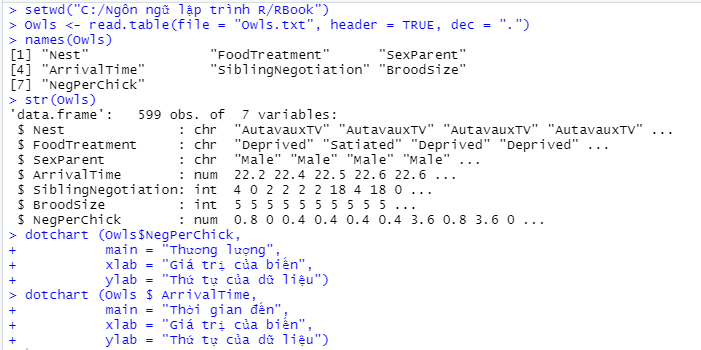 > setwd("C:/Ngôn ngữ lập trình R/RBook")
> Owls <- read.table(file = "Owls.txt", header = TRUE, dec = ".")
> names(Owls)
[1] "Nest"               "FoodTreatment"      "SexParent"
[4] "ArrivalTime"        "SiblingNegotiation" "BroodSize"
[7] "NegPerChick"
> str(Owls)
'data.frame':   599 obs. of  7 variables:
 $ Nest              : chr  "AutavauxTV" "AutavauxTV" "AutavauxTV" "AutavauxTV" ...
 $ FoodTreatment     : chr  "Deprived" "Satiated" "Deprived" "Deprived" ...
 $ SexParent         : chr  "Male" "Male" "Male" "Male" ...
 $ ArrivalTime       : num  22.2 22.4 22.5 22.6 22.6 ...
 $ SiblingNegotiation: int  4 0 2 2 2 2 18 4 18 0 ...
 $ BroodSize         : int  5 5 5 5 5 5 5 5 5 5 ...
 $ NegPerChick       : num  0.8 0 0.4 0.4 0.4 0.4 3.6 0.8 3.6 0 ...
> dotchart (Owls$NegPerChick,
+           main = "Thương lượng",
+           xlab = "Giá trị của biến",
+           ylab = "Thứ tự của dữ liệu")
> dotchart (Owls $ ArrivalTime,
+           main = "Thời gian đến",
+           xlab = "Giá trị của biến",
+           ylab = "Thứ tự của dữ liệu")